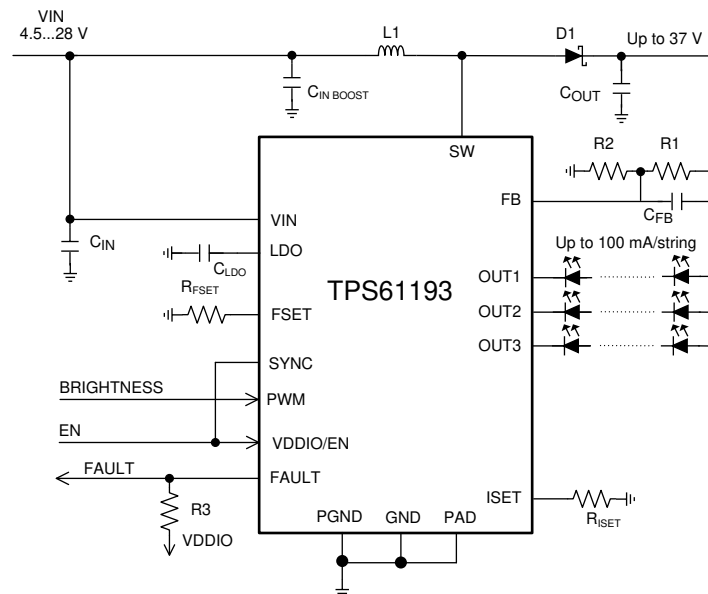 VIN
4.5...28 V
L1
D1
Up to 37 V
C_IN BOOST
C_OUT
SW
R2
R1
FB
C_FB
VIN
C_IN
LDO
C_LDO
Up to 100 mA/string
R_FSET
TPS61193
OUT1
FSET
OUT2
OUT3
SYNC
BRIGHTNESS
PWM
EN
VDDIO/EN
FAULT
FAULT
ISET
R3
R_ISET
PGND
GND
PAD
VDDIO